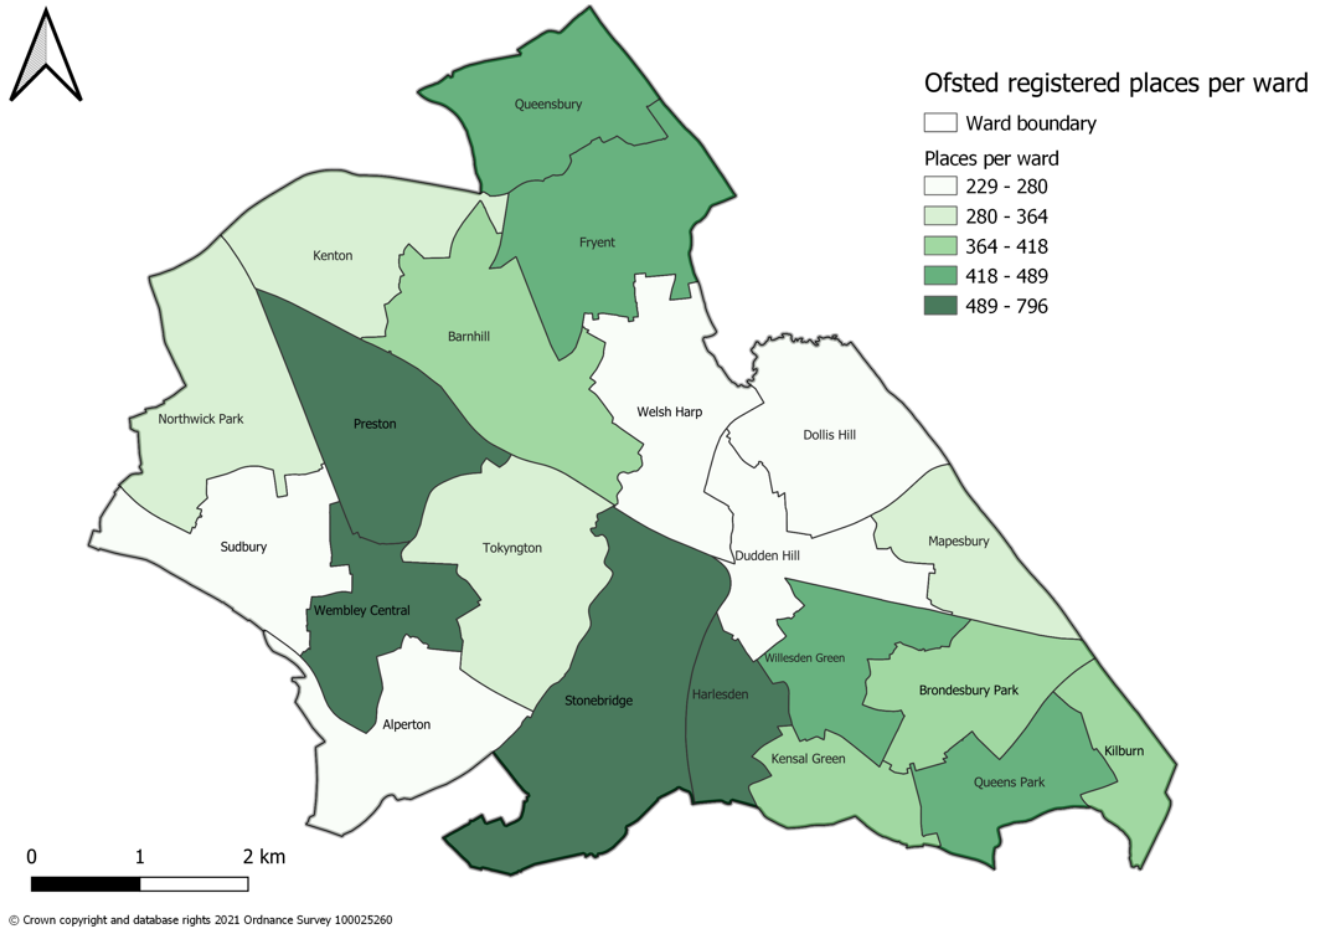 Ofsted registered places per ward
Ward boundary
Places per ward
229 - 280
280 - 364
364 - 418
418 - 489
489 - 796
Queensbury
Fryent
Kenton
Barnhill
Welsh Harp
Northwick Park
Preston
Dollis Hill
Sudbury
Tokyngton
Dudden Hill
Mapesbury
Wembley Central
Willesden Green
Stonebridge
Harlesden
Brondesbury Park
Alperton
Kensal Green
Kilburn
Queens Park
0 1 2 km
© Crown copyright and database rights 2021 Ordnance Survey 100025260